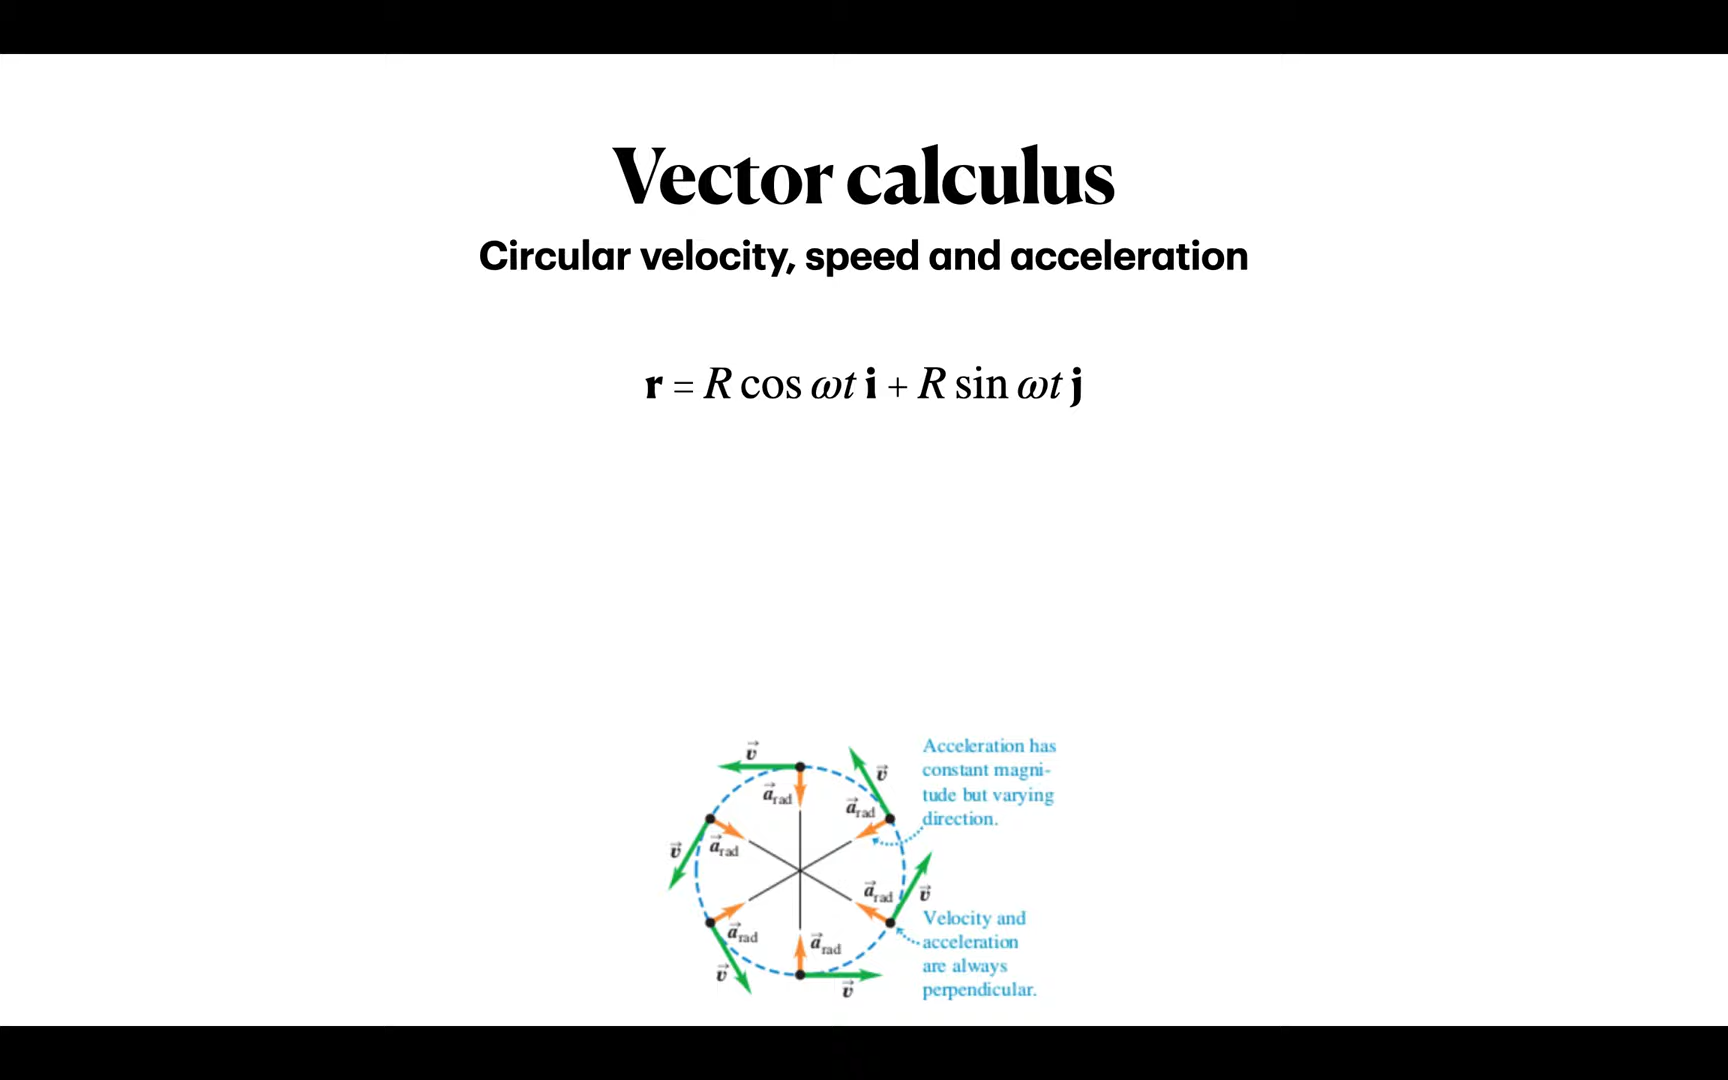 Vector calculus
Circular velocity, speed and acceleration
r = R cos ωt i + R sin ωt j
v⃗
v⃗
a⃗rad
a⃗rad
Acceleration has
constant magni-
tude but varying
direction.
v⃗
a⃗rad
a⃗rad
v⃗
a⃗rad
a⃗rad
v⃗
v⃗
Velocity and
acceleration
are always
perpendicular.